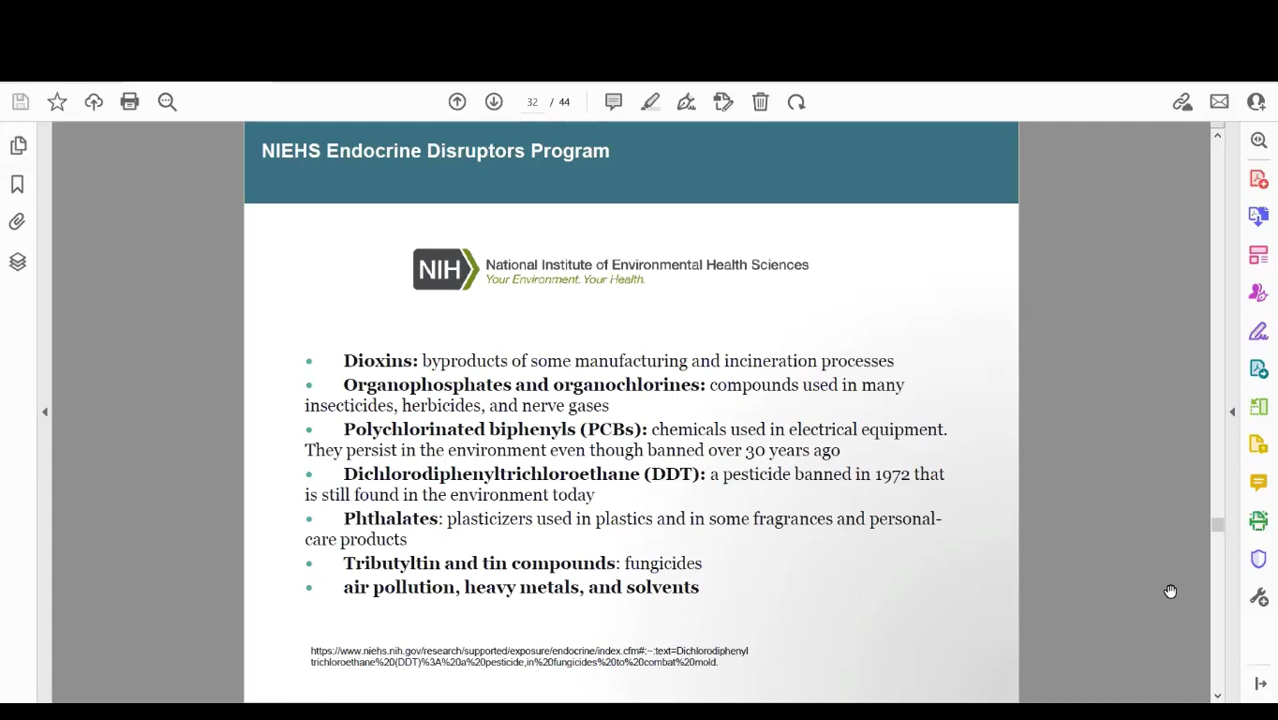 32 / 44
NIEHS Endocrine Disruptors Program
NIH National Institute of Environmental Health Sciences
Your Environment. Your Health.
• Dioxins: byproducts of some manufacturing and incineration processes
• Organophosphates and organochlorines: compounds used in many
insecticides, herbicides, and nerve gases
• Polychlorinated biphenyls (PCBs): chemicals used in electrical equipment.
They persist in the environment even though banned over 30 years ago
• Dichlorodiphenyltrichloroethane (DDT): a pesticide banned in 1972 that
is still found in the environment today
• Phthalates: plasticizers used in plastics and in some fragrances and personal-
care products
• Tributyltin and tin compounds: fungicides
• air pollution, heavy metals, and solvents
https://www.niehs.nih.gov/research/supported/exposure/endocrine/index.cfm#:~:text=Dichlorodiphenyl
trichloroethane%20(DDT)%3A%20a%20pesticide,in%20fungicides%20to%20combat%20mold.